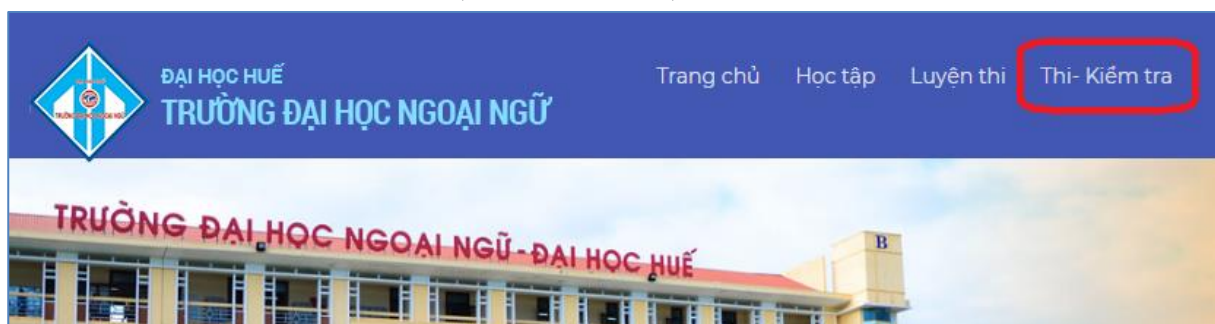 ĐẠI HỌC HUẾ
TRƯỜNG ĐẠI HỌC NGOẠI NGỮ
Trang chủ Học tập Luyện thi Thi- Kiểm tra
TRƯỜNG ĐẠI HỌC NGOẠI NGỮ - ĐẠI HỌC HUẾ
B